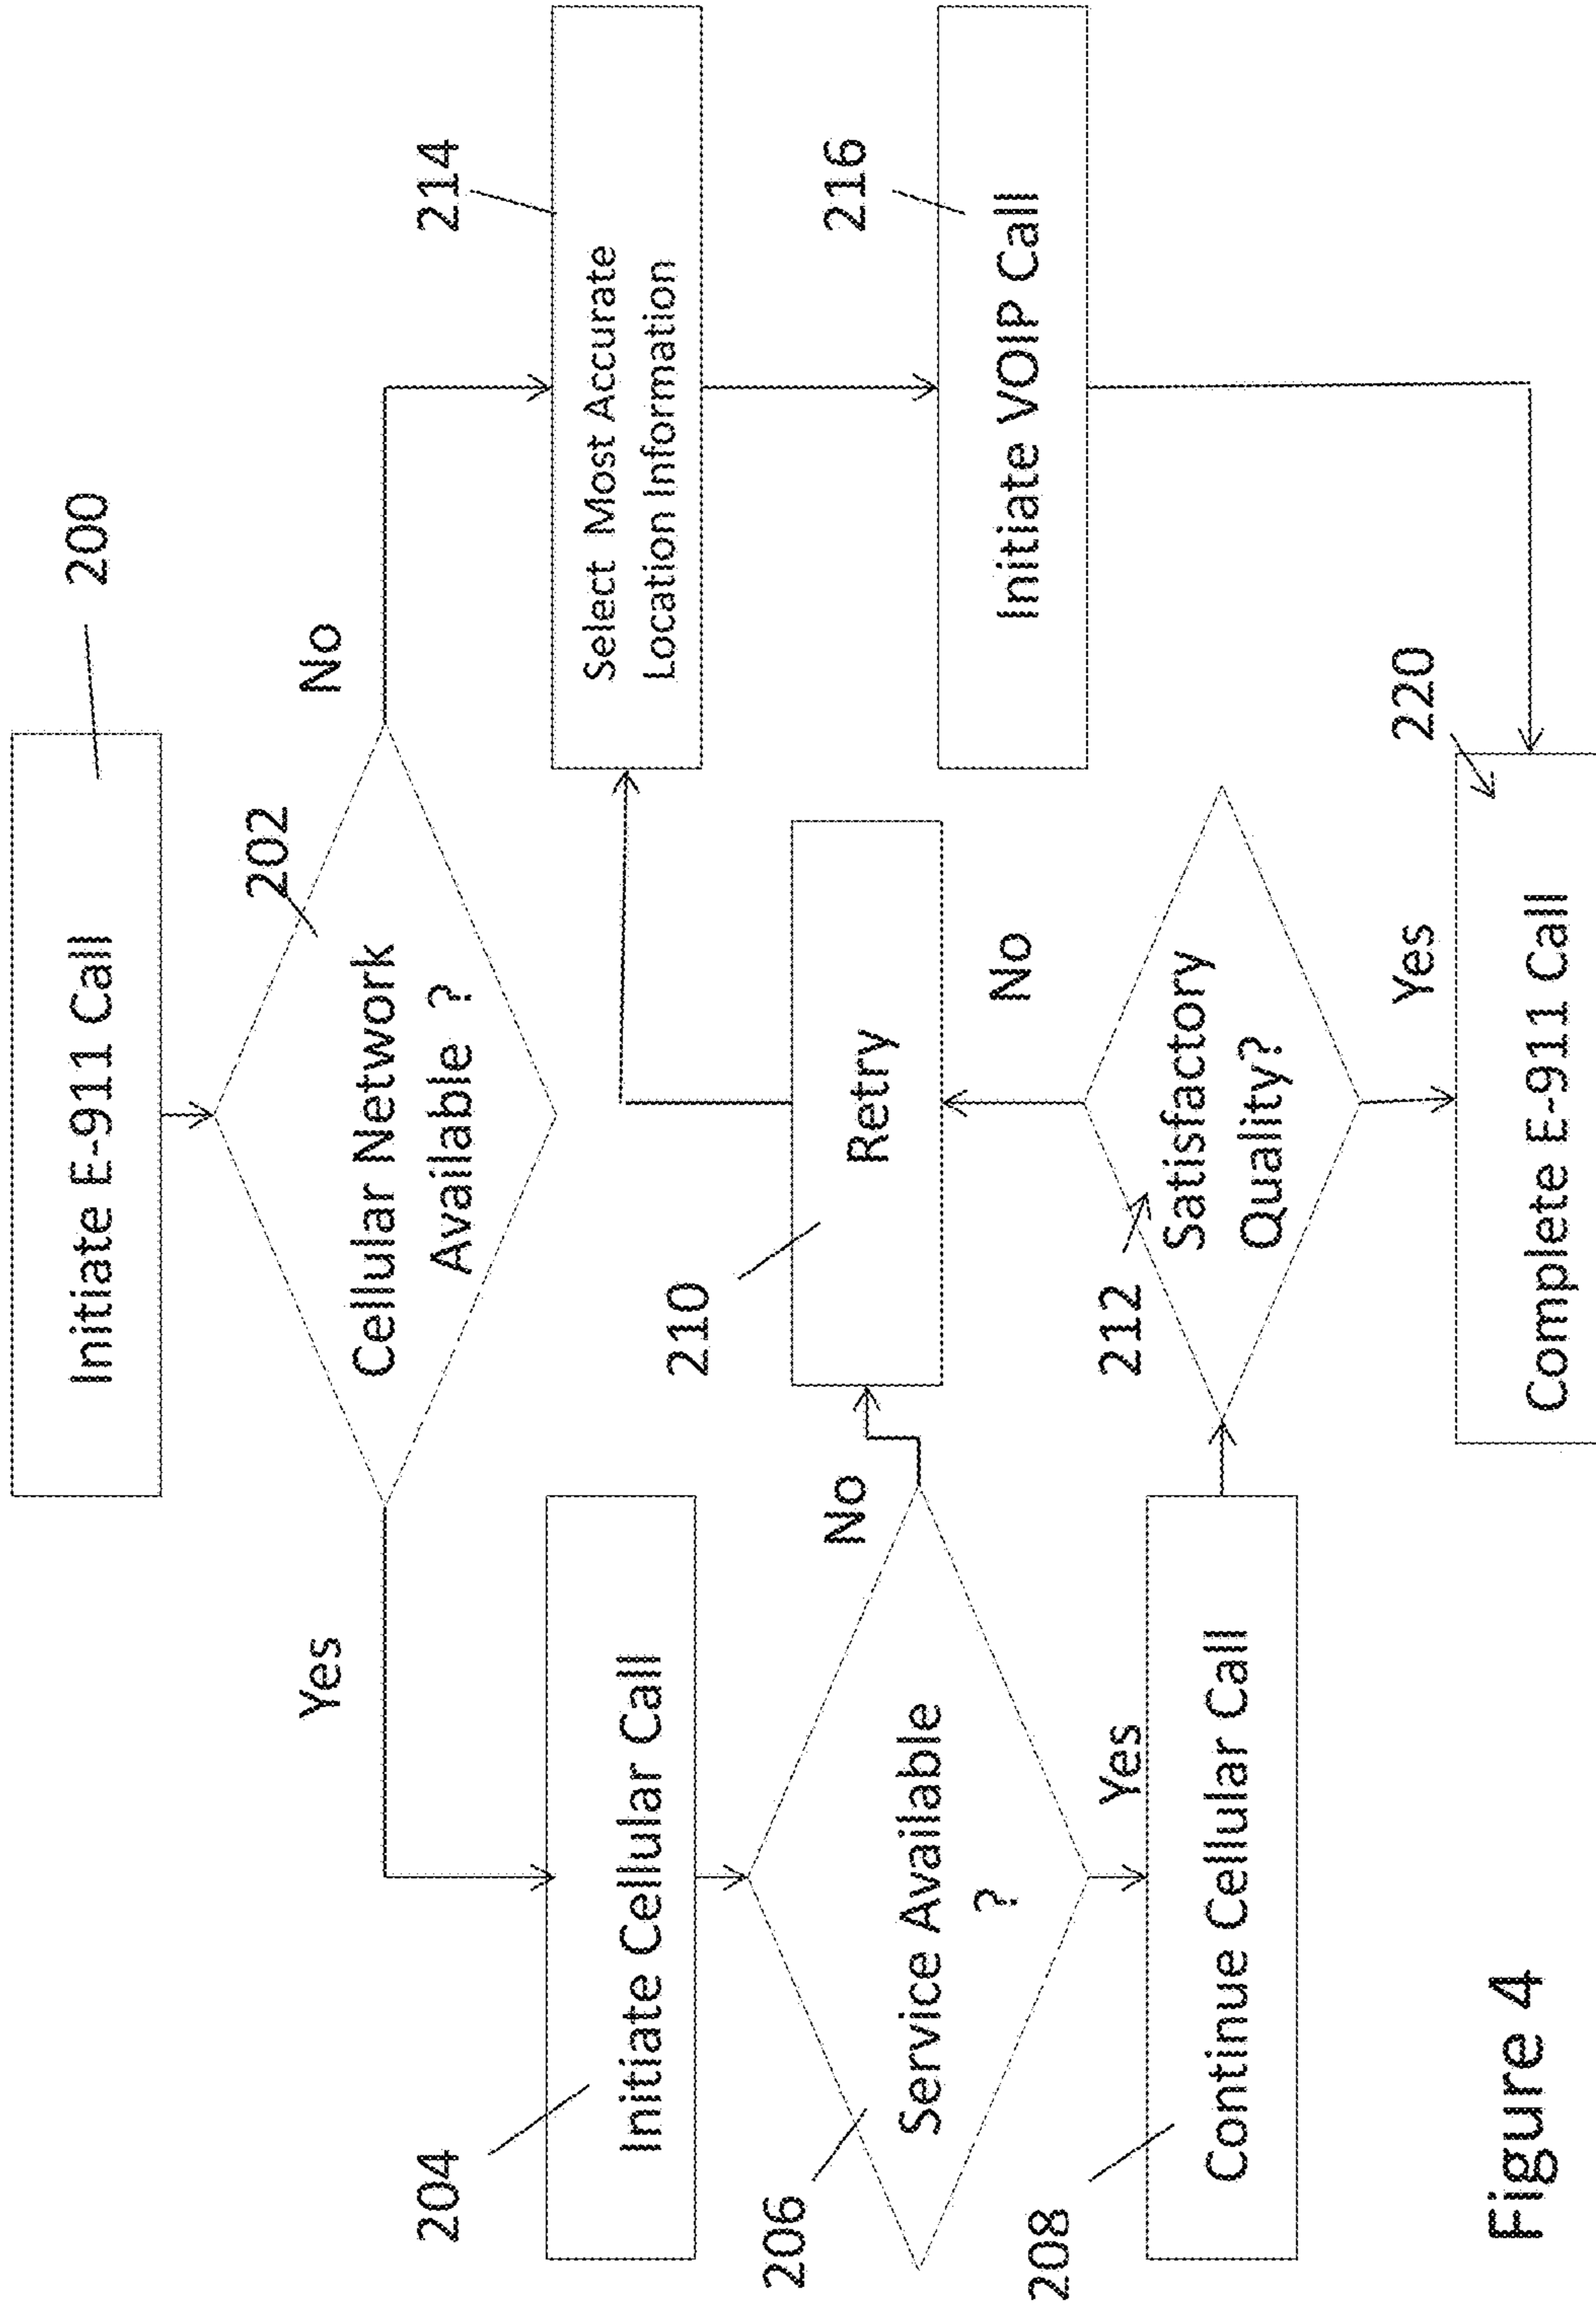 Initiate E-911 Call
200
202
Cellular Network
Available ?
Yes
No
204
Initiate Cellular Call
214
Select Most Accurate
Location Information
206
Service Available
?
No
210
Retry
216
Initiate VOIP Call
No
Yes
208
Continue Cellular Call
212
Satisfactory
Quality?
Yes
220
Complete E-911 Call
Figure 4